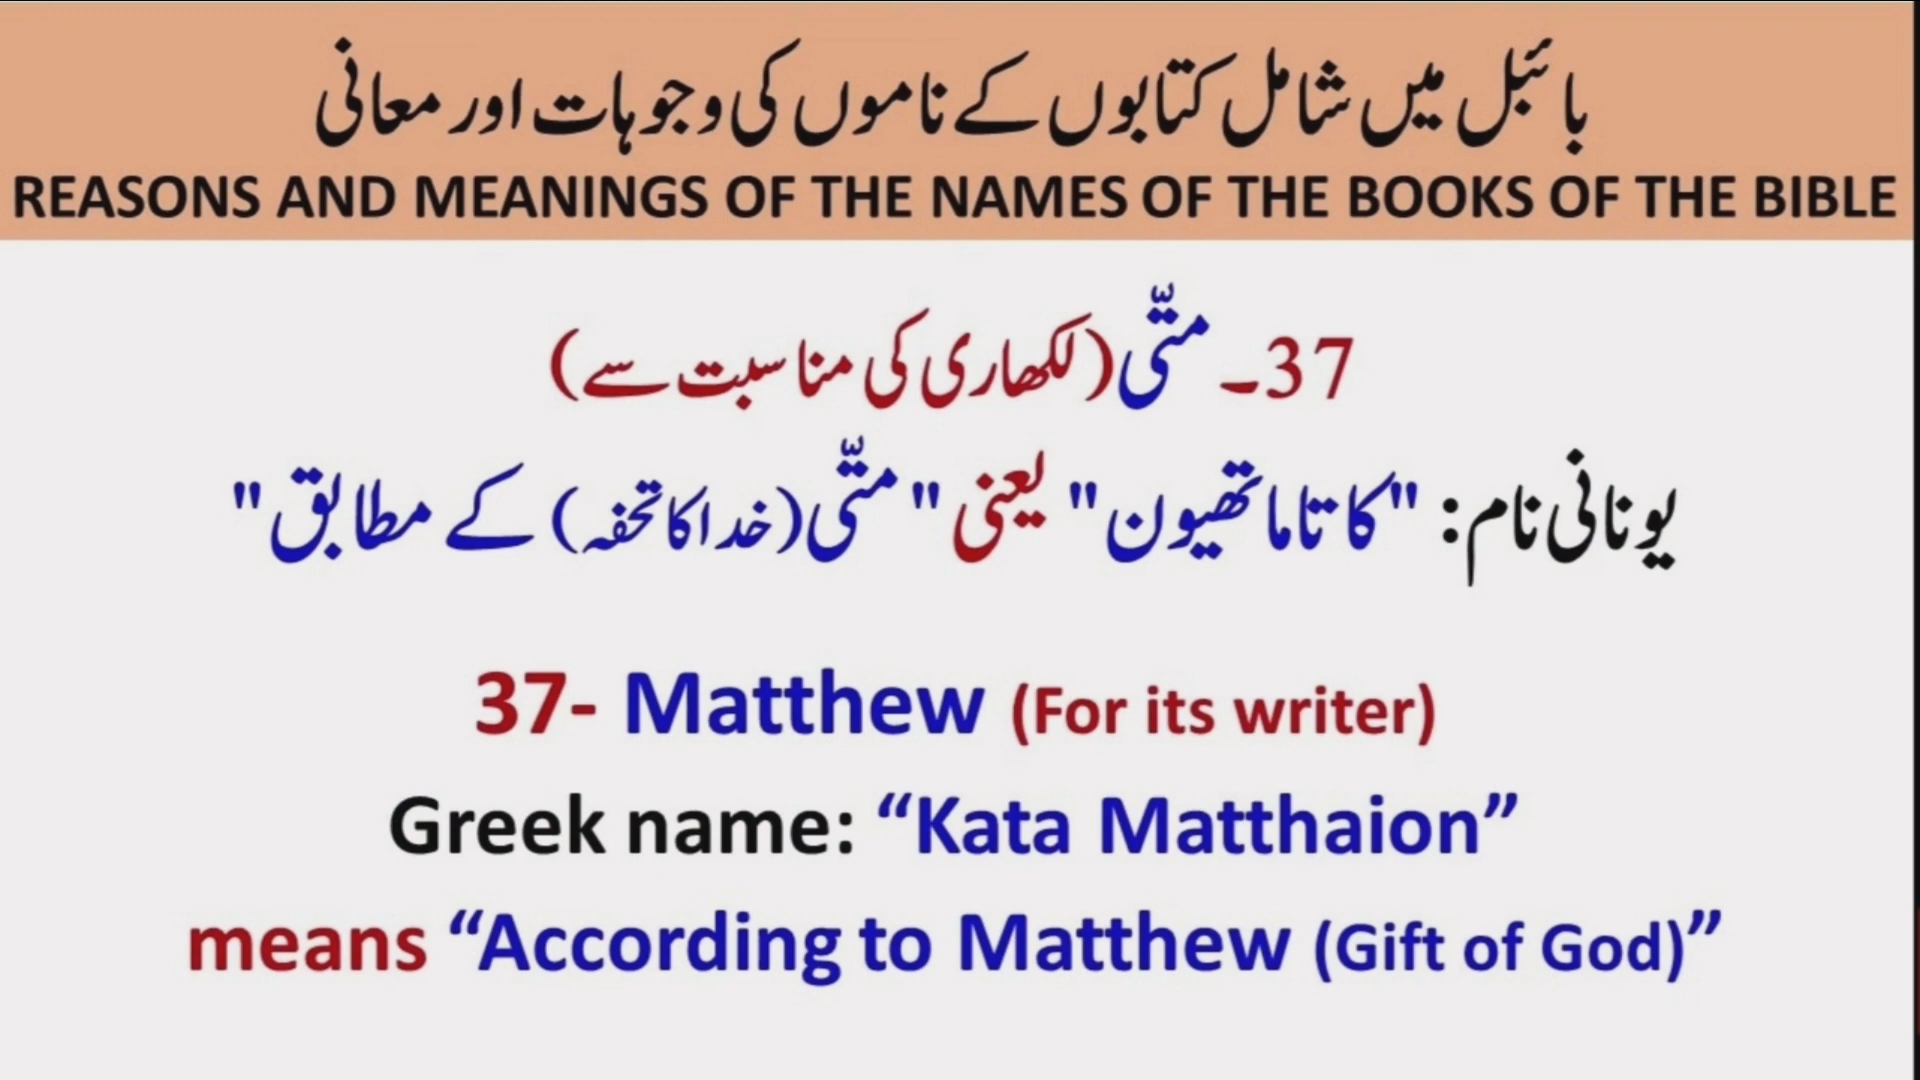 بائبل میں شامل کتابوں کے ناموں کی وجوہات اور معانی
REASONS AND MEANINGS OF THE NAMES OF THE BOOKS OF THE BIBLE
37۔ متّی (لکھاری کی مناسبت سے)
یونانی نام: "کاتا ماتھیون" یعنی "متّی (خدا کا تحفہ) کے مطابق"
37- Matthew (For its writer)
Greek name: “Kata Matthaion”
means “According to Matthew (Gift of God)”